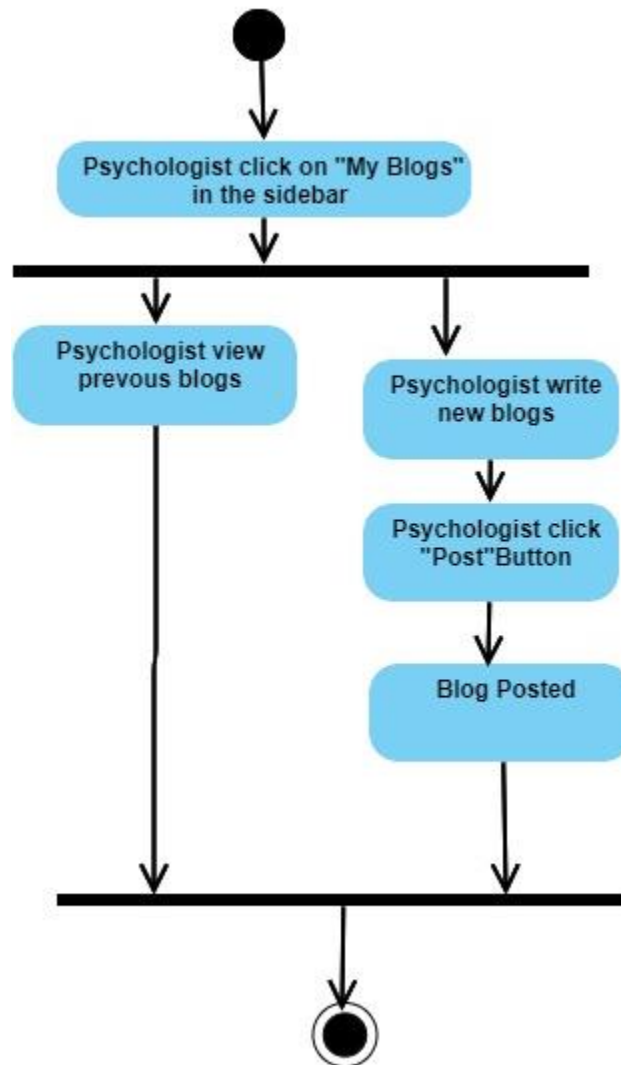 Psychologist click on "My Blogs"
in the sidebar
Psychologist view
prevous blogs
Psychologist write
new blogs
Psychologist click
"Post"Button
Blog Posted